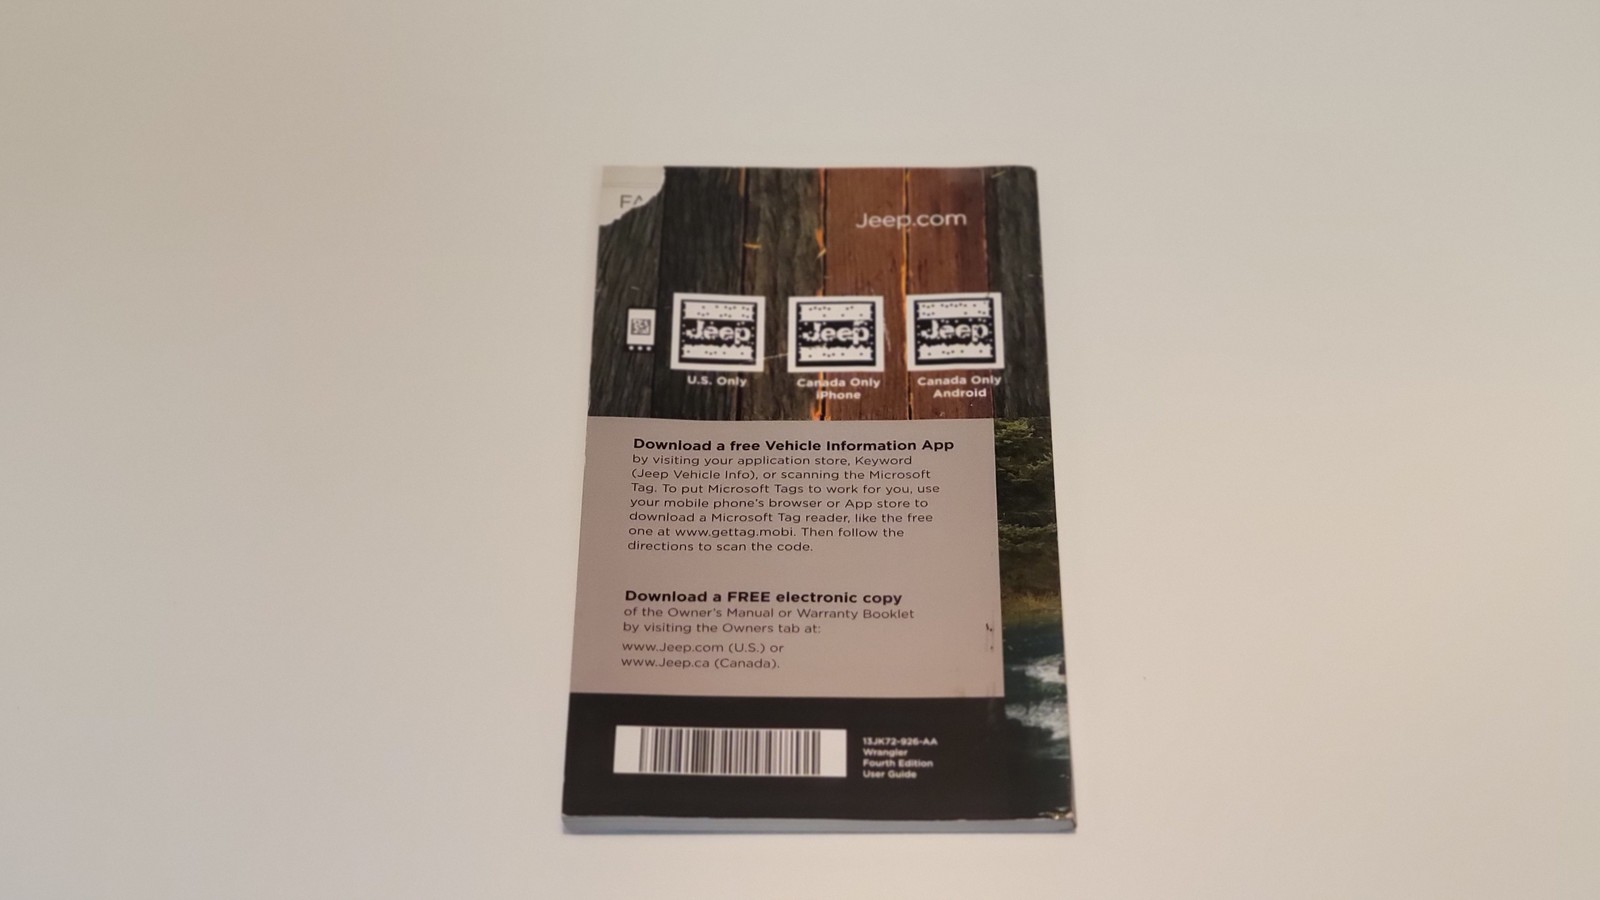 FA
Jeep.com
Jeep
Jeep
Jeep
U.S. Only
Canada Only
iPhone
Canada Only
Android
Download a free Vehicle Information App
by visiting your application store, Keyword
(Jeep Vehicle Info), or scanning the Microsoft
Tag. To put Microsoft Tags to work for you, use
your mobile phone's browser or App store to
download a Microsoft Tag reader, like the free
one at www.gettag.mobi. Then follow the
directions to scan the code.
Download a FREE electronic copy
of the Owner's Manual or Warranty Booklet
by visiting the Owners tab at:
www.Jeep.com (U.S.) or
www.Jeep.ca (Canada).
13JK72-926-AA
Wrangler
Fourth Edition
User Guide